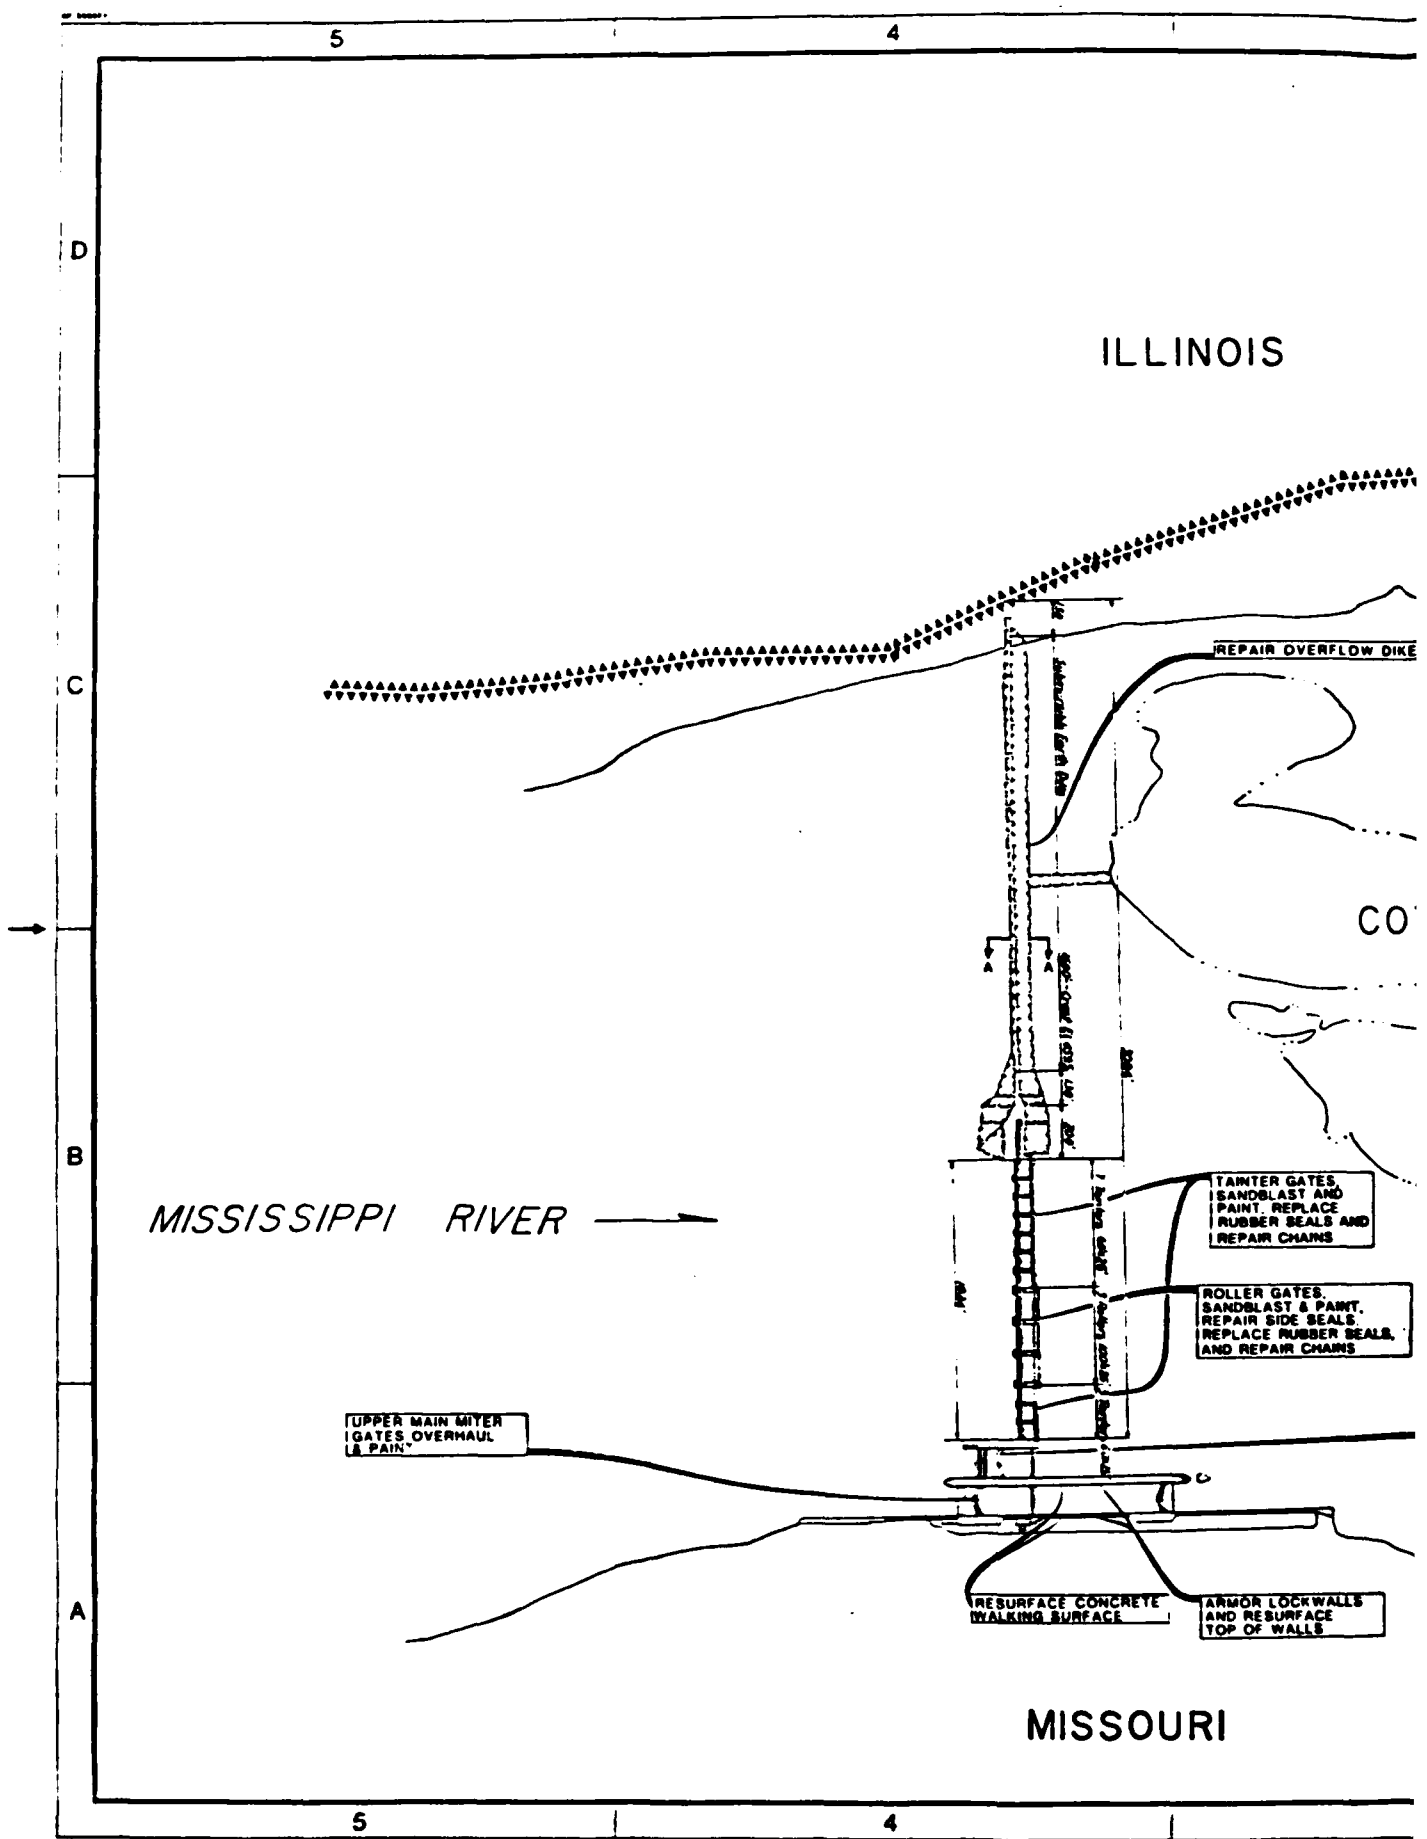 5
4
D
ILLINOIS
REPAIR OVERFLOW DIKE
C
CO
A
A
B
MISSISSIPPI RIVER
TAINTER GATES,
SANDBLAST AND
PAINT, REPLACE
RUBBER SEALS AND
REPAIR CHAINS
ROLLER GATES,
SANDBLAST & PAINT,
REPAIR SIDE SEALS,
REPLACE RUBBER SEALS,
AND REPAIR CHAINS
UPPER MAIN MITER
GATES OVERHAUL
& PAINT
RESURFACE CONCRETE
WALKING SURFACE
ARMOR LOCKWALLS
AND RESURFACE
TOP OF WALLS
A
MISSOURI
5
4